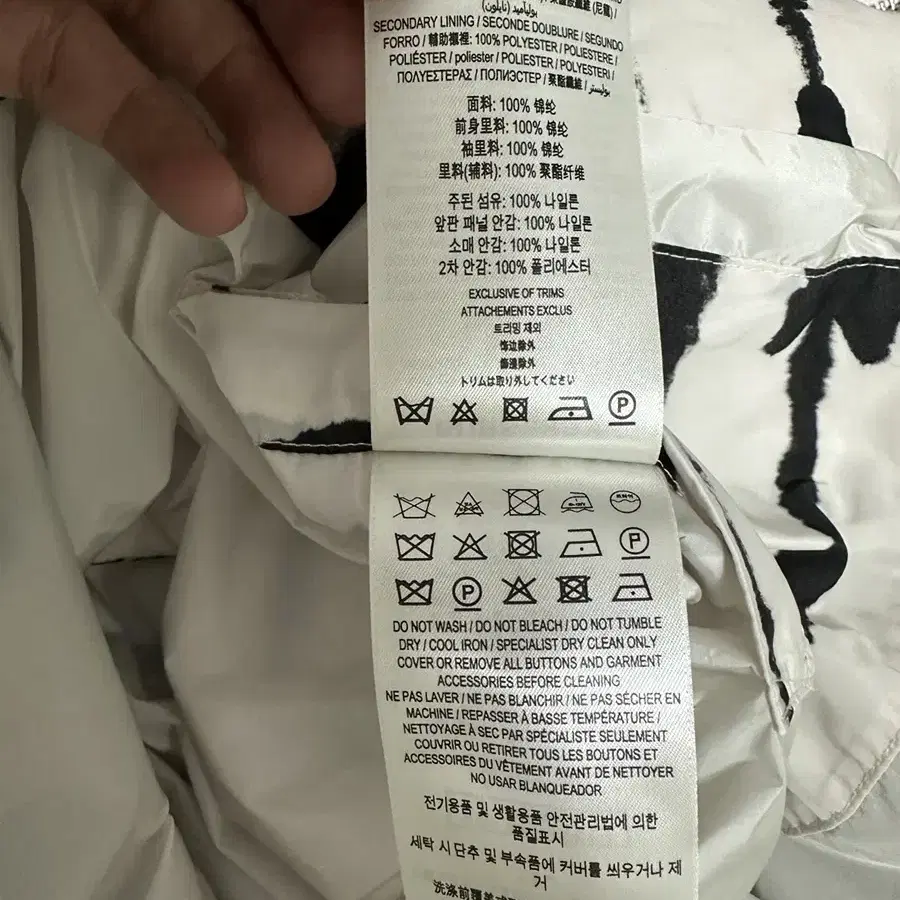 SECONDARY LINING / SECONDE DOUBLURE / SEGUNDO
FORRO / 輔助襯裡: 100% POLYESTER / POLIESTERE /
POLIÉSTER / poliester / POLIESTER / POLYESTERI /
ΠΟΛΥΕΣΤΕΡΑΣ / ПОЛИЭСТЕР / 聚酯纖維 / بوليستر
面料: 100% 锦纶
前身里料: 100% 锦纶
袖里料: 100% 锦纶
里料(辅料): 100% 聚酯纤维
주된 섬유: 100% 나일론
앞판 패널 안감: 100% 나일론
소매 안감: 100% 나일론
2차 안감: 100% 폴리에스터
EXCLUSIVE OF TRIMS
ATTACHEMENTS EXCLUS
트리밍 제외
饰边除外
飾邊除外
トリムは取り外してください
P
P
P
DO NOT WASH / DO NOT BLEACH / DO NOT TUMBLE
DRY / COOL IRON / SPECIALIST DRY CLEAN ONLY
COVER OR REMOVE ALL BUTTONS AND GARMENT
ACCESSORIES BEFORE CLEANING
NE PAS LAVER / NE PAS BLANCHIR / NE PAS SÉCHER EN
MACHINE / REPASSER À BASSE TEMPÉRATURE /
NETTOYAGE À SEC PAR SPÉCIALISTE SEULEMENT
COUVRIR OU RETIRER TOUS LES BOUTONS ET
ACCESSOIRES DU VÊTEMENT AVANT DE NETTOYER
NO USAR BLANQUEADOR
전기용품 및 생활용품 안전관리법에 의한
품질표시
세탁 시 단추 및 부속품에 커버를 씌우거나 제
거